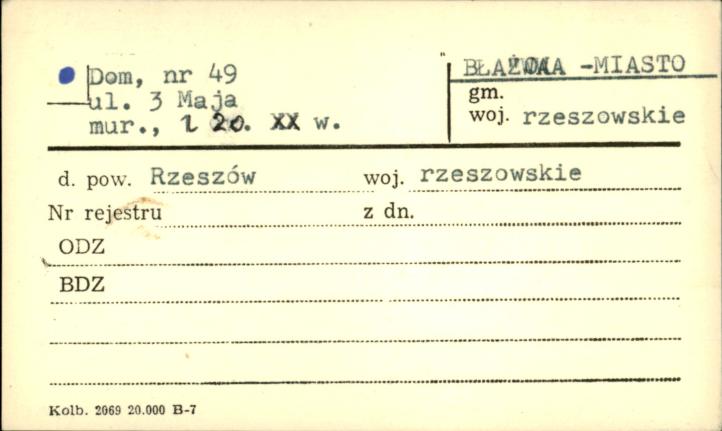 Dom, nr 49
ul. 3 Maja
mur., 1 20. XX w.
BŁAŻOWA -MIASTO
gm.
woj. rzeszowskie
d. pow. Rzeszów woj. rzeszowskie
Nr rejestru z dn.
ODZ
BDZ
Kolb. 2069 20.000 B-7